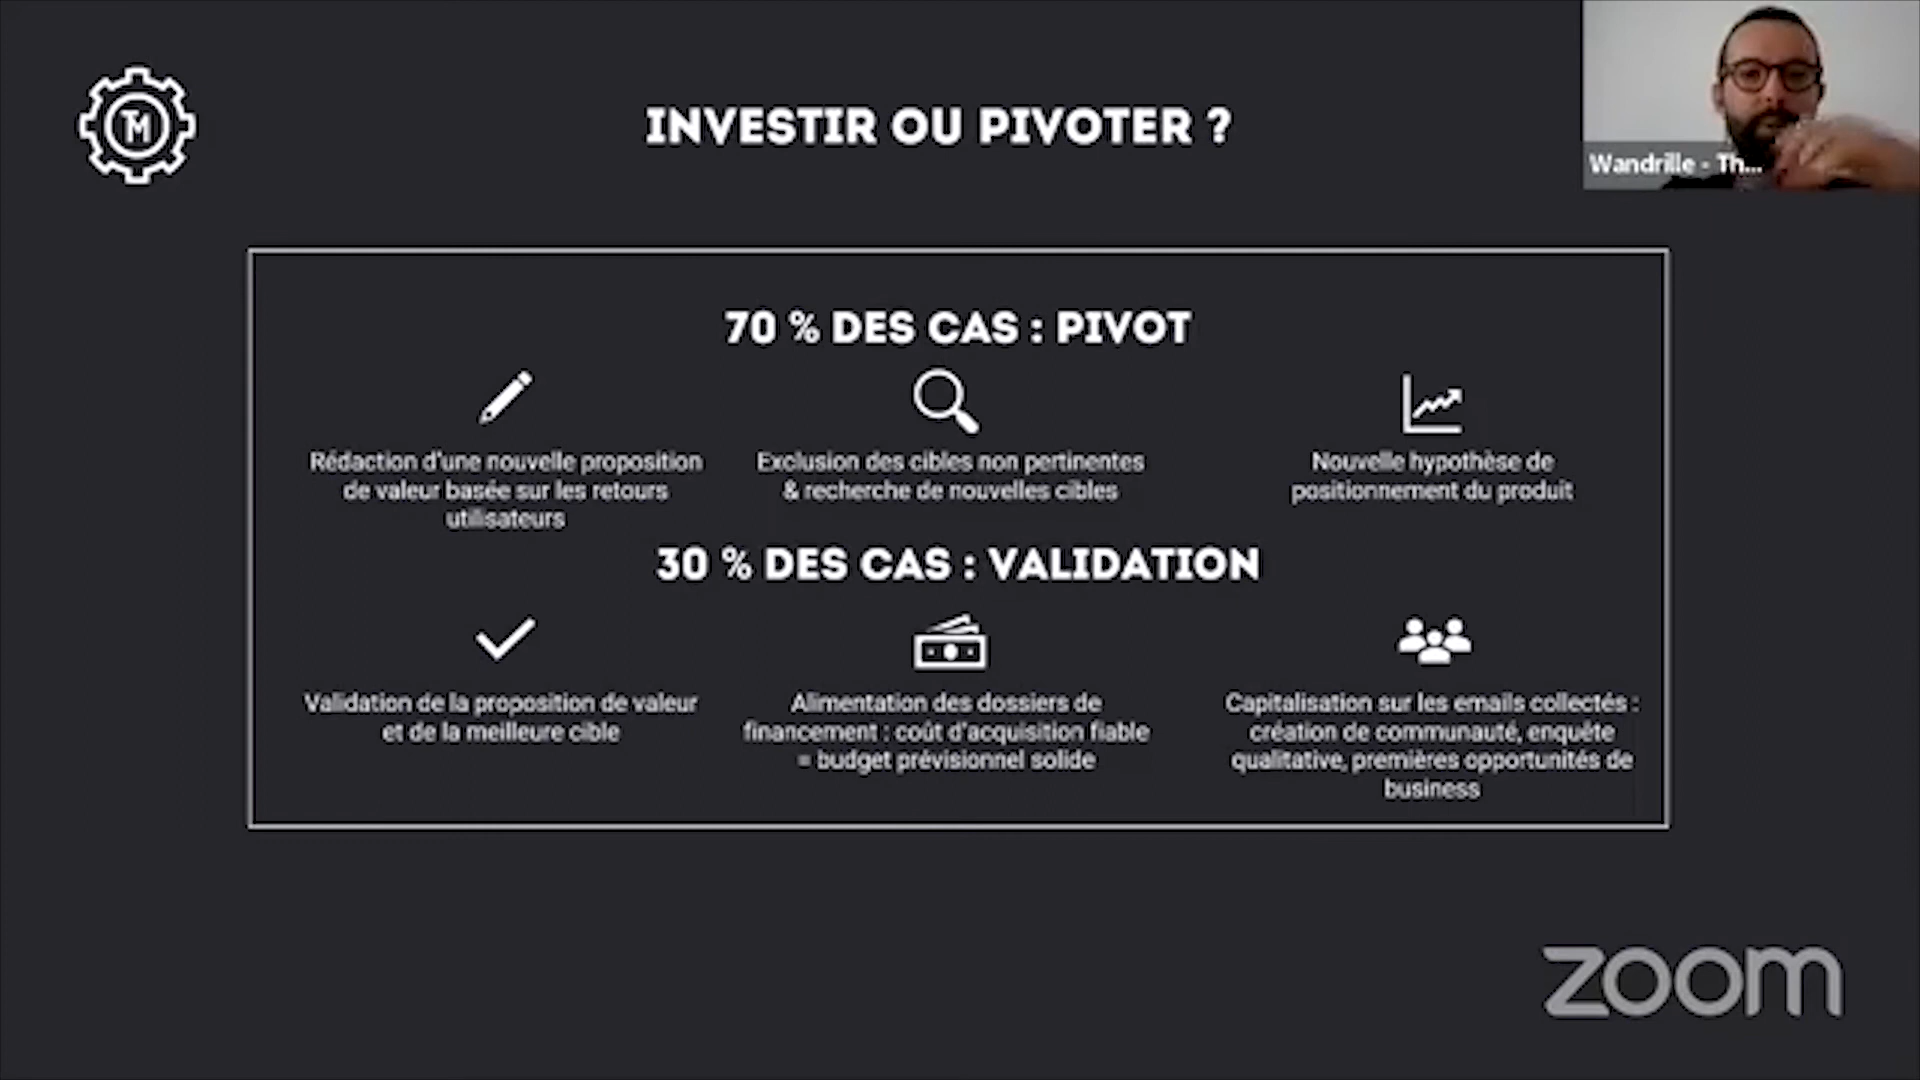 TM
INVESTIR OU PIVOTER ?
Wandrille - Th...
70 % DES CAS : PIVOT
Rédaction d'une nouvelle proposition
de valeur basée sur les retours
utilisateurs
Exclusion des cibles non pertinentes
& recherche de nouvelles cibles
Nouvelle hypothèse de
positionnement du produit
30 % DES CAS : VALIDATION
Validation de la proposition de valeur
et de la meilleure cible
Alimentation des dossiers de
financement : coût d'acquisition fiable
= budget prévisionnel solide
Capitalisation sur les emails collectés :
création de communauté, enquête
qualitative, premières opportunités de
business
zoom